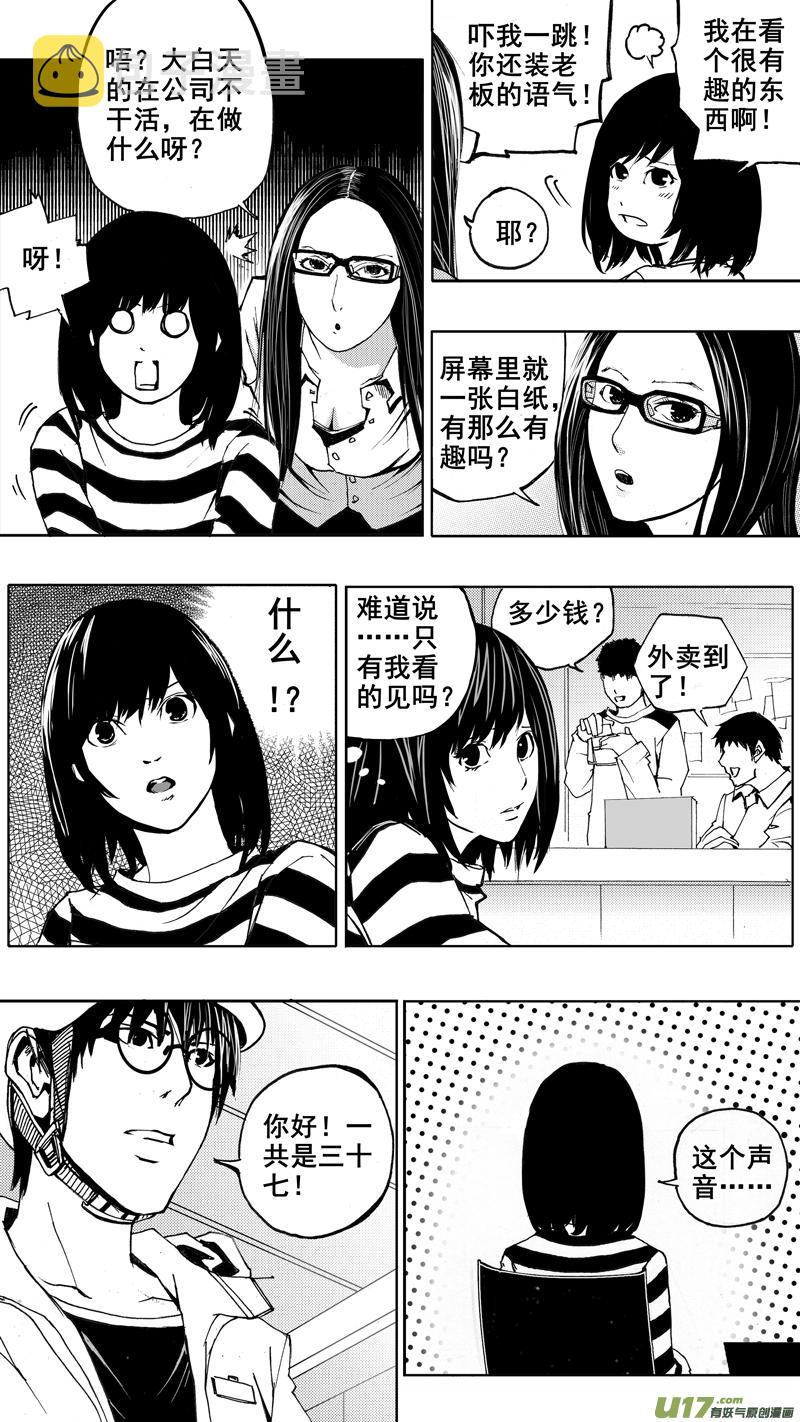 唔？大白天
的在公司不
干活，在做
什么呀？
呀！
吓我一跳！
你还装老
板的语气！
我在看
在很有
个趣的
西啊！
耶？
屏幕里就
一张白纸，
有那么有
趣吗？
什么！？
难道说
……只
有我看
的见吗？
多少钱？
外卖到
了！
你好！一
共是三十
七！
这个声
音……
U17.com
有妖气原创漫画